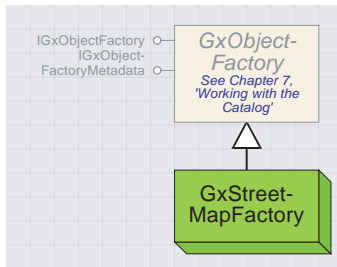 IGxObjectFactory
IGxObject-
FactoryMetadata
GxObject-
Factory
See Chapter 7,
'Working with the
Catalog'
GxStreet-
MapFactory